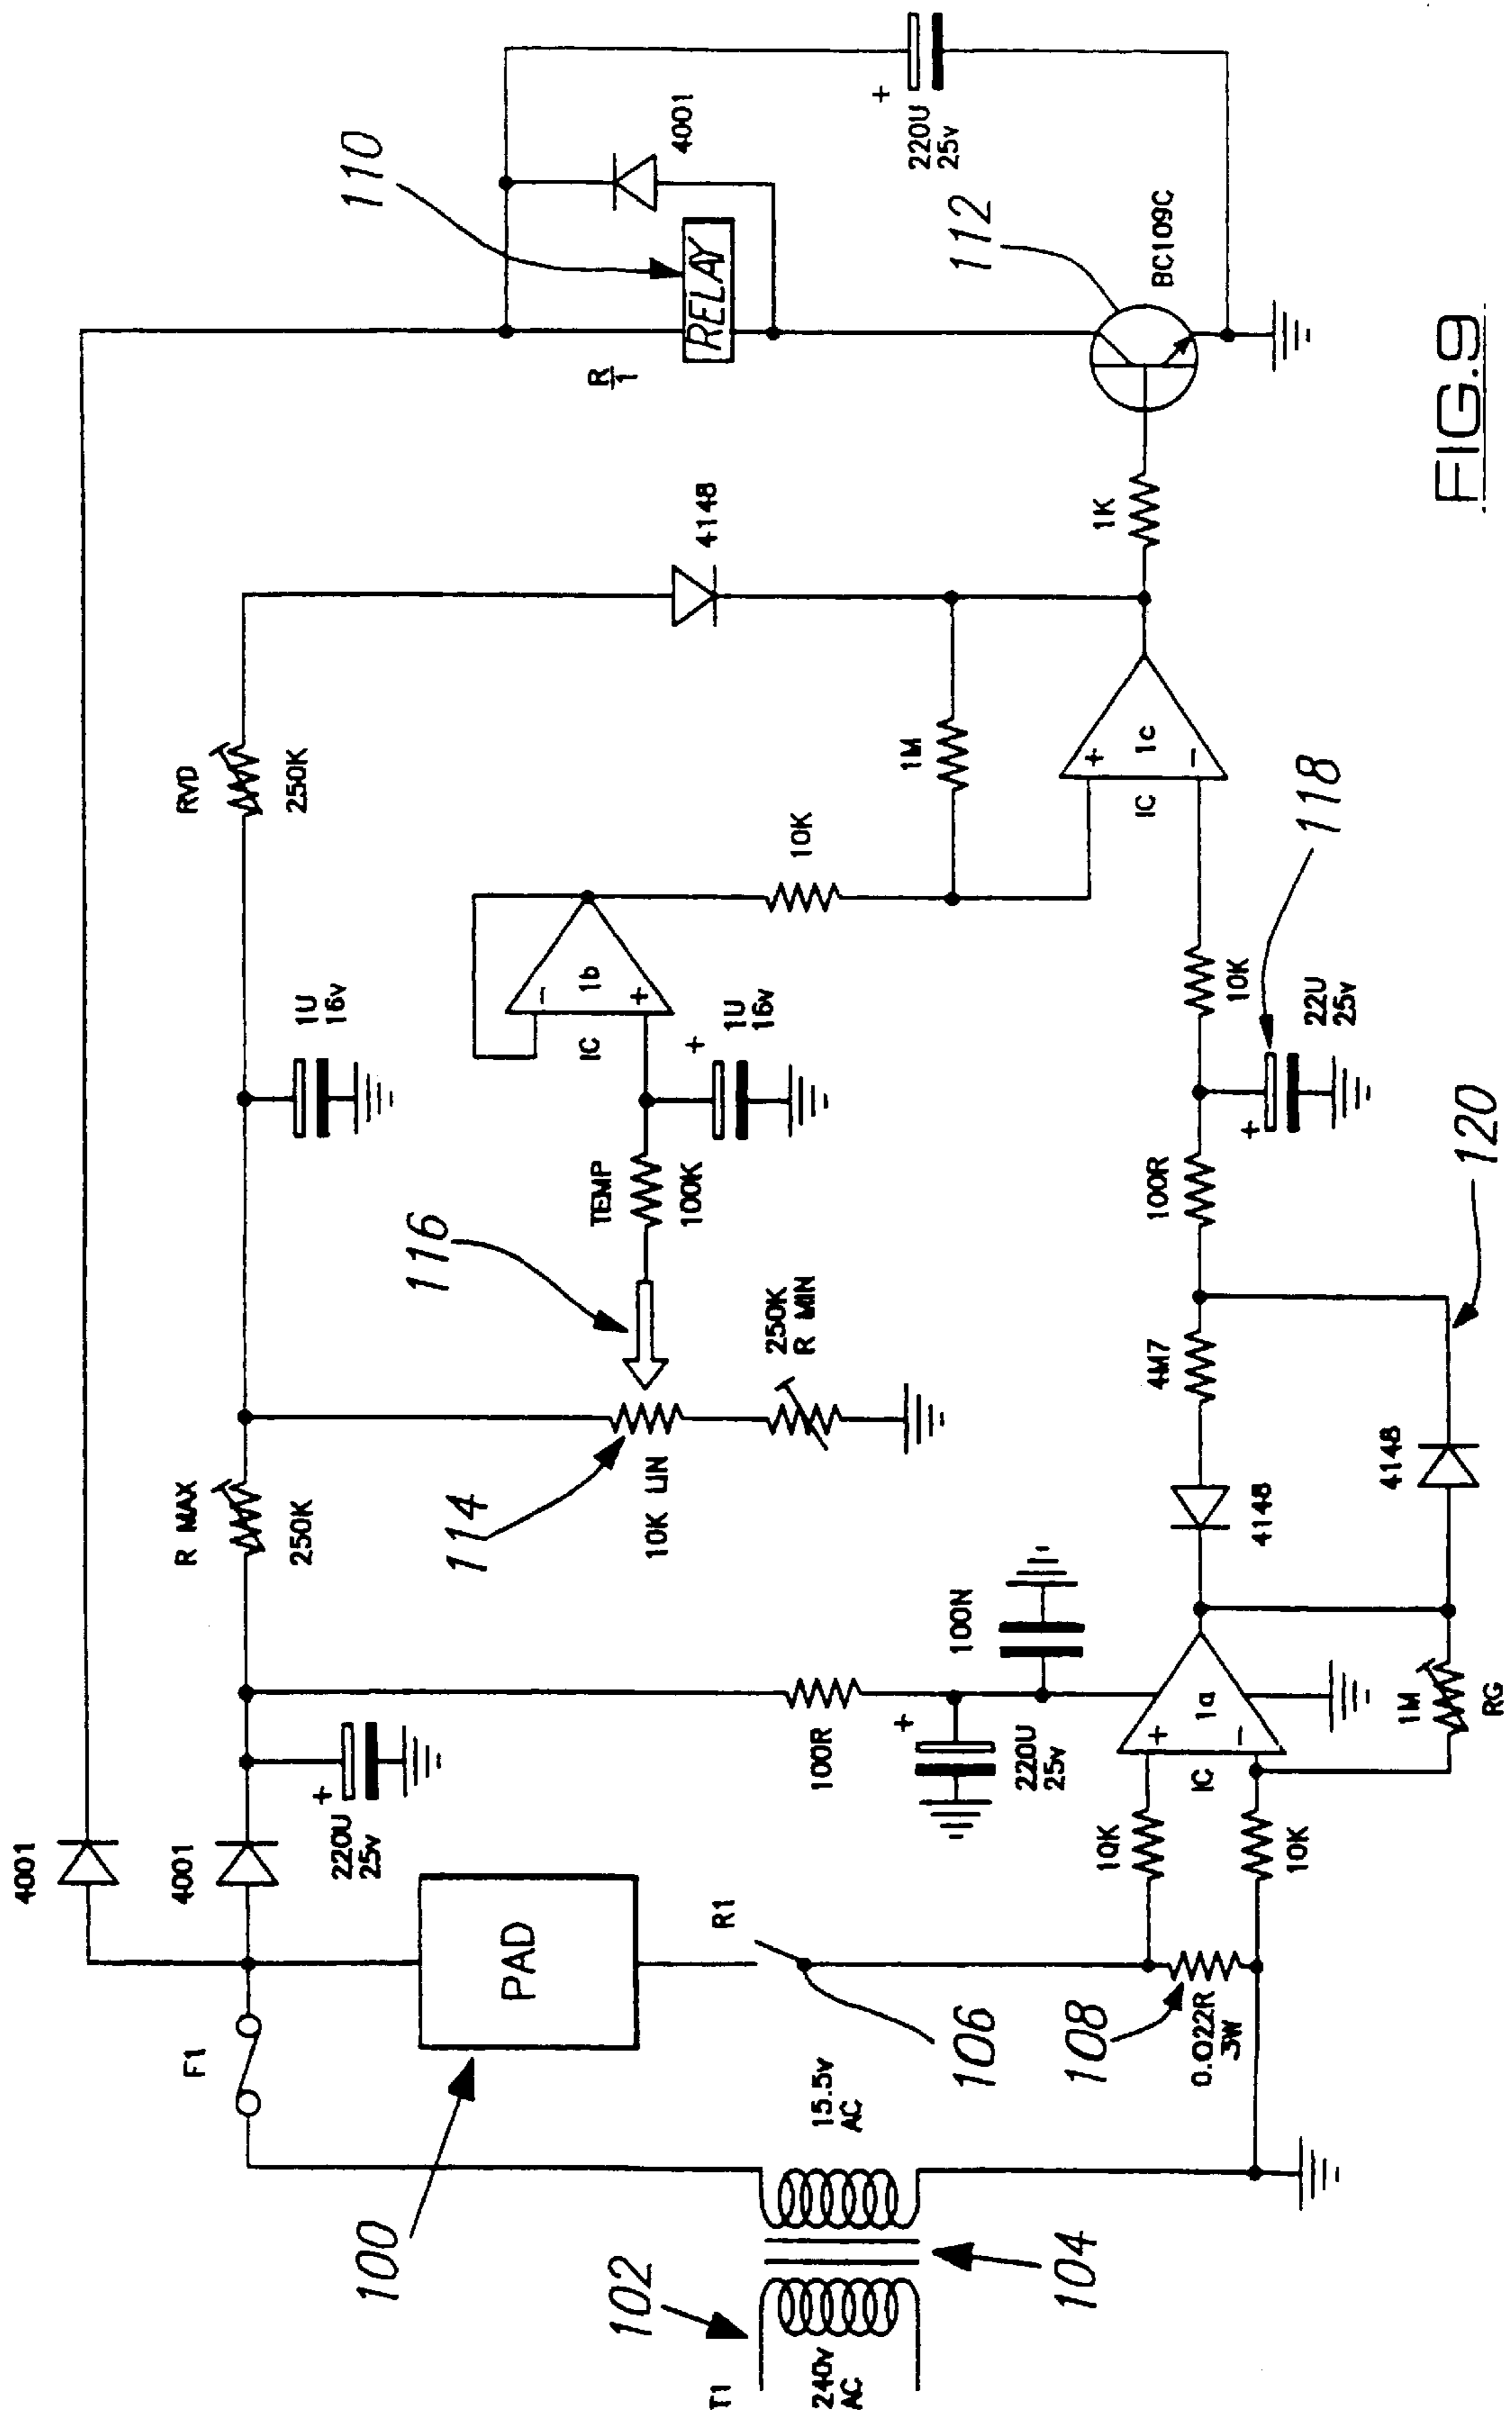 110
4001
+
220U
25v
R
1
RELAY
112
BC109C
FIG.9
4148
1K
RVD
250K
1U
16v
1M
10K
1b
-
+
IC
1c
+
-
IC
118
TEMP
100K
+
1U
16v
116
10K
+
22U
25v
100R
120
250K
R MIN
4M7
R MAX
250K
114
10K LIN
4148
4148
100N
100R
+
220U
25v
1a
+
-
IC
1M
RG
4001
4001
+
220U
25v
10K
10K
PAD
R1
106
108
0.022R
3W
F1
100
15.5v
AC
102
104
T1
240v
AC